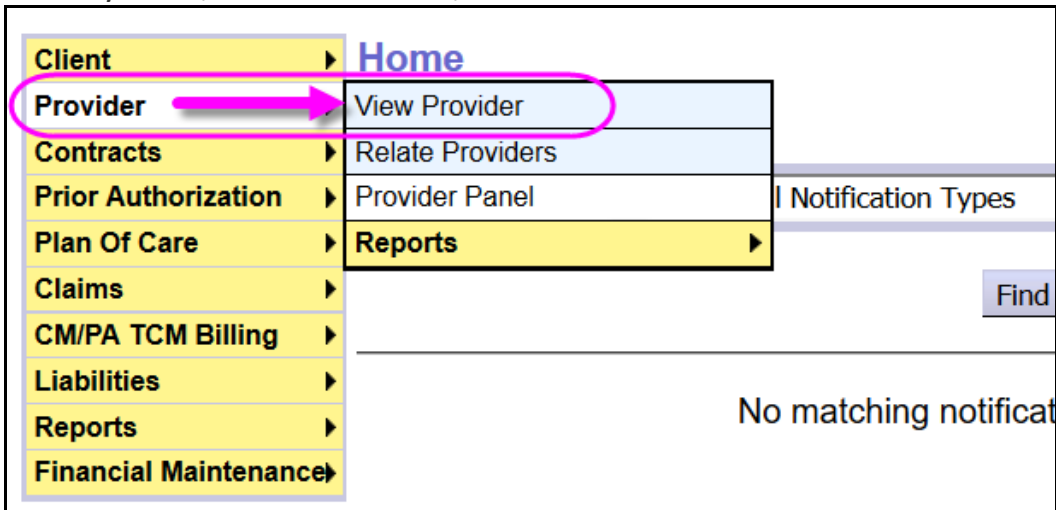 Client
Home
Provider
View Provider
Contracts
Relate Providers
Prior Authorization
Provider Panel
l Notification Types
Plan Of Care
Reports
Claims
Find
CM/PA TCM Billing
Liabilities
No matching notificat
Reports
Financial Maintenance